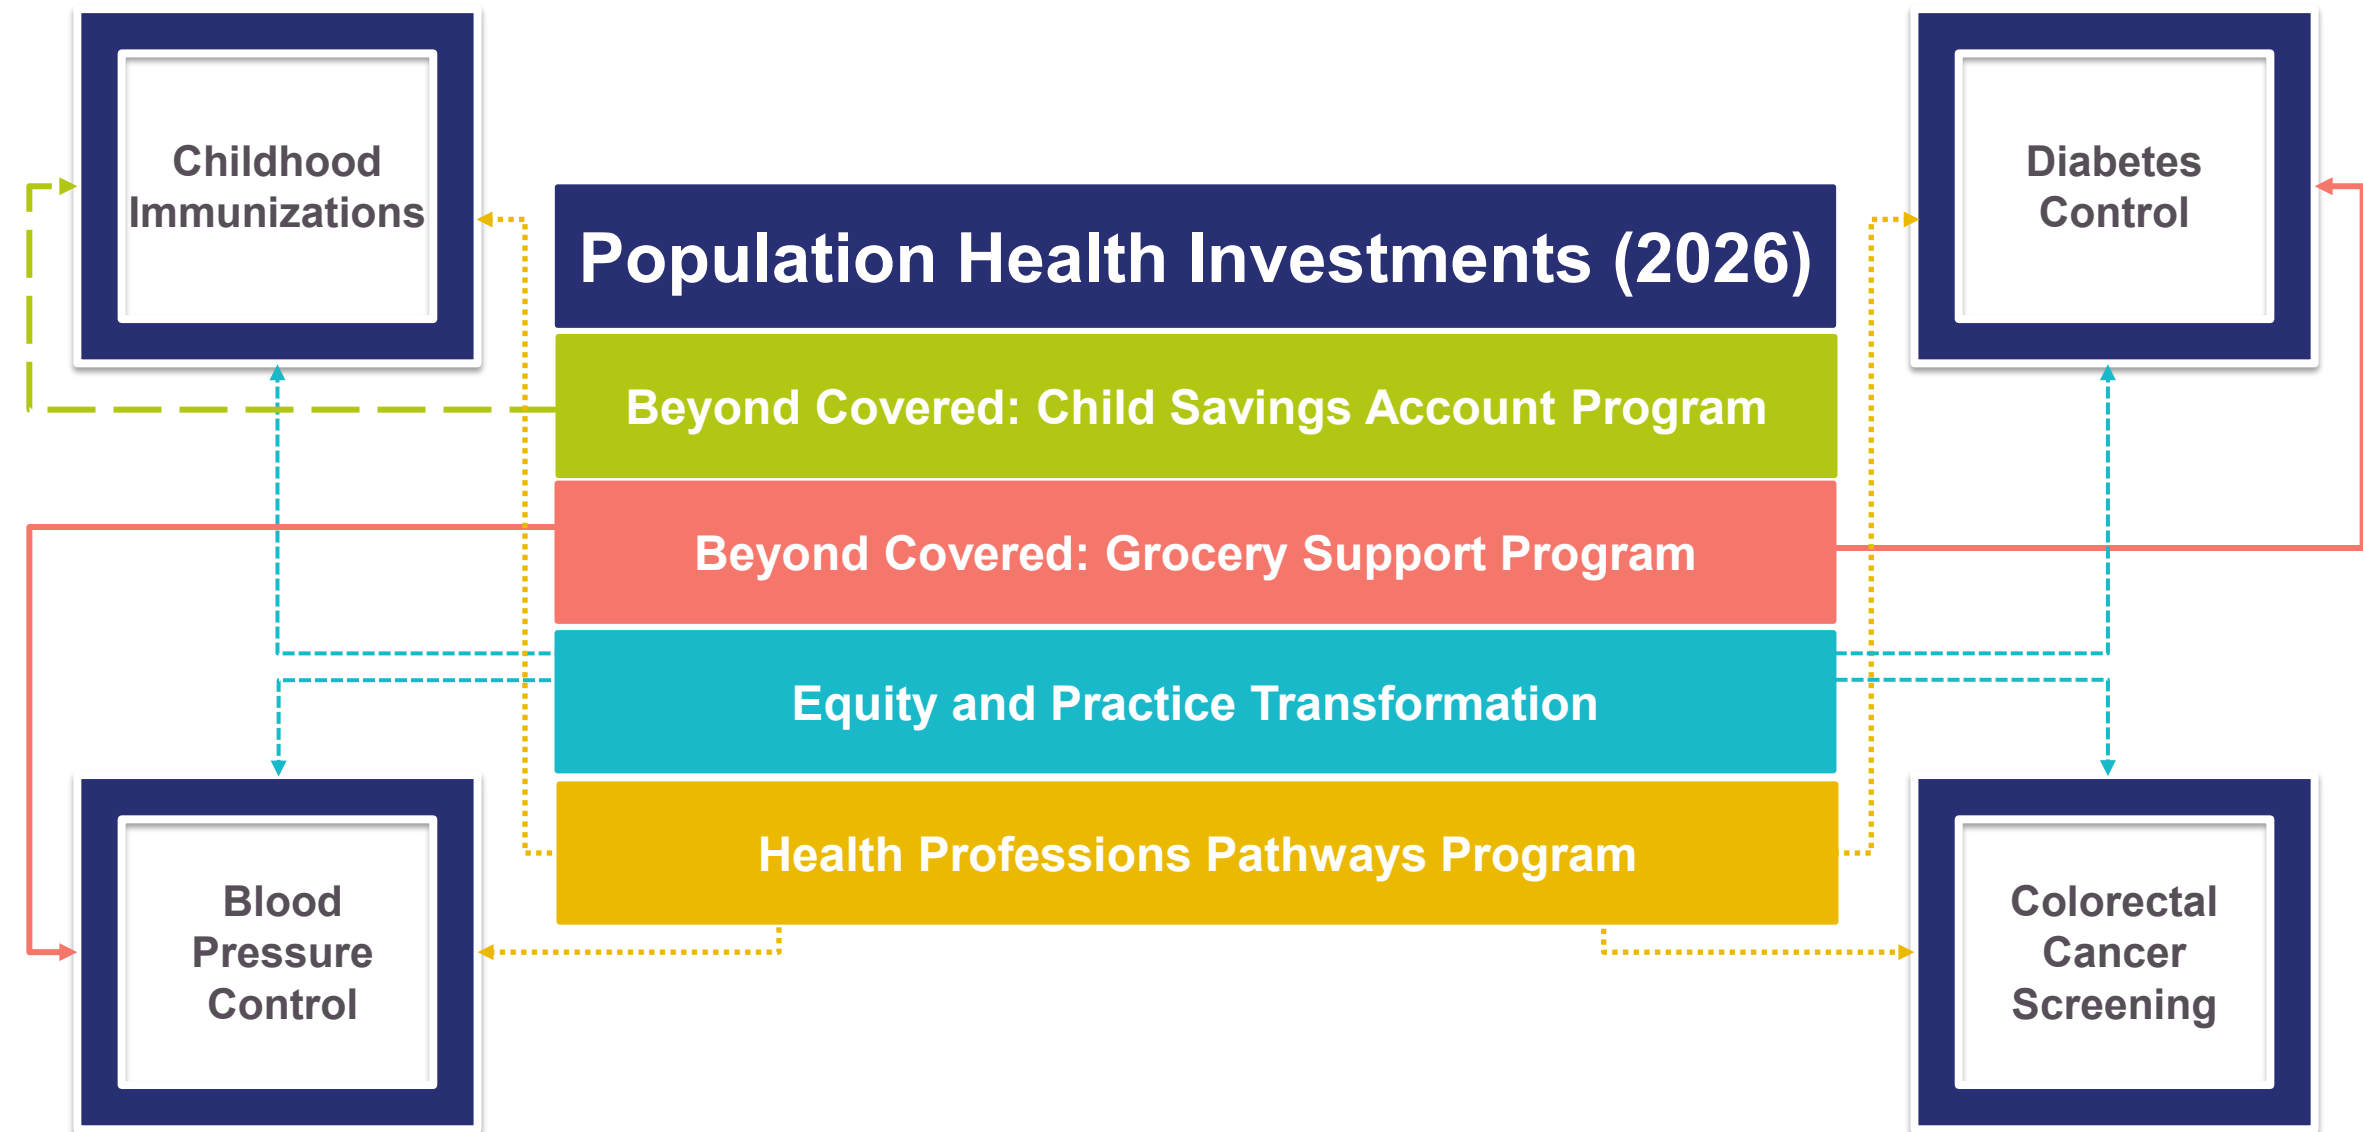 Childhood
Immunizations
Diabetes
Control
Population Health Investments (2026)
Beyond Covered: Child Savings Account Program
Beyond Covered: Grocery Support Program
Equity and Practice Transformation
Health Professions Pathways Program
Blood
Pressure
Control
Colorectal
Cancer
Screening